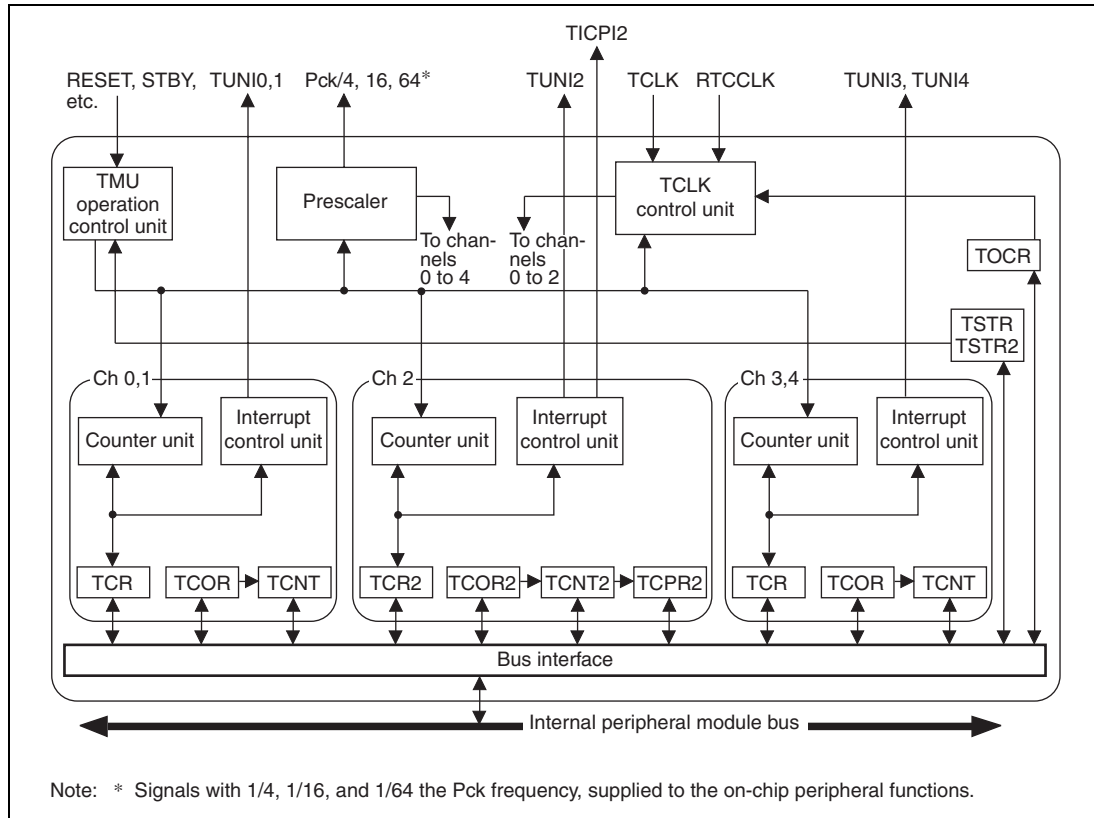 TICPI2
RESET, STBY,
etc.
TUNI0,1
Pck/4, 16, 64*
TUNI2
TCLK
RTCCLK
TUNI3, TUNI4
TMU
operation
control unit
Prescaler
TCLK
control unit
To chan-
nels
0 to 4
To chan-
nels
0 to 2
TOCR
TSTR
TSTR2
Ch 0,1
Counter unit
Interrupt
control unit
TCR
TCOR
TCNT
Ch 2
Counter unit
Interrupt
control unit
TCR2
TCOR2
TCNT2
TCPR2
Ch 3,4
Counter unit
Interrupt
control unit
TCR
TCOR
TCNT
Bus interface
Internal peripheral module bus
Note: * Signals with 1/4, 1/16, and 1/64 the Pck frequency, supplied to the on-chip peripheral functions.